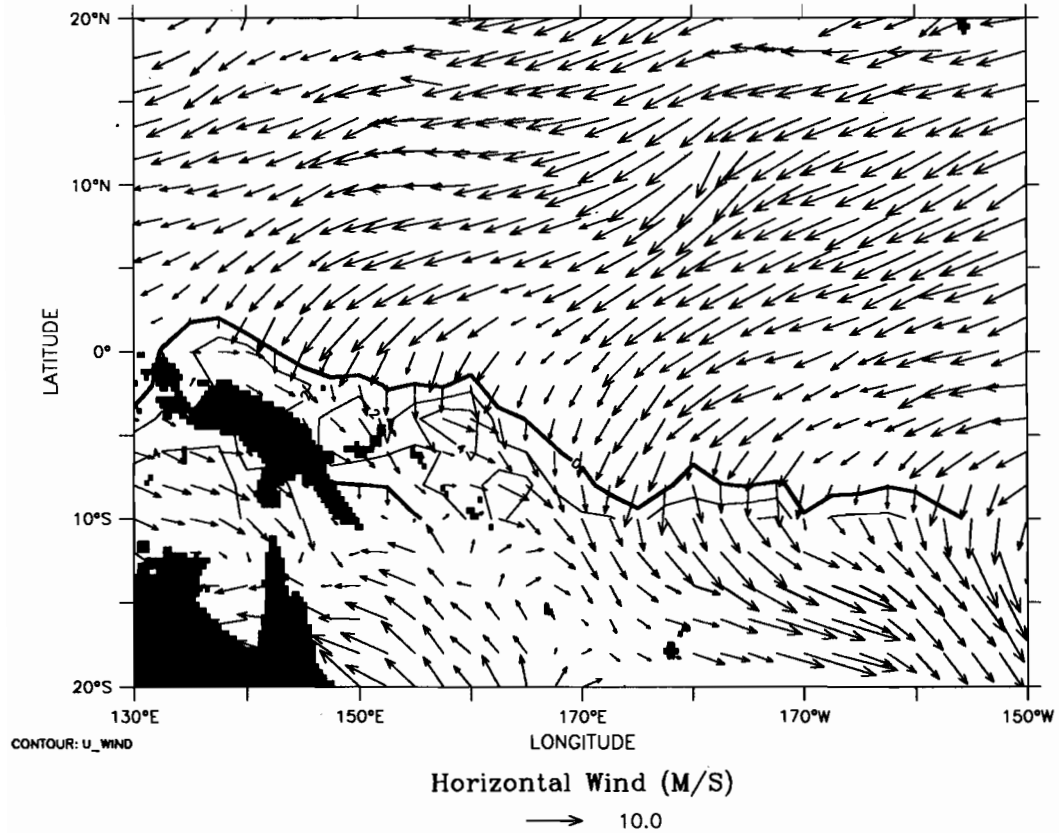 20°N
10°N
0°
10°S
20°S
LATITUDE
130°E 150°E 170°E 170°W 150°W
CONTOUR: U_WIND
LONGITUDE
Horizontal Wind (M/S)
10.0